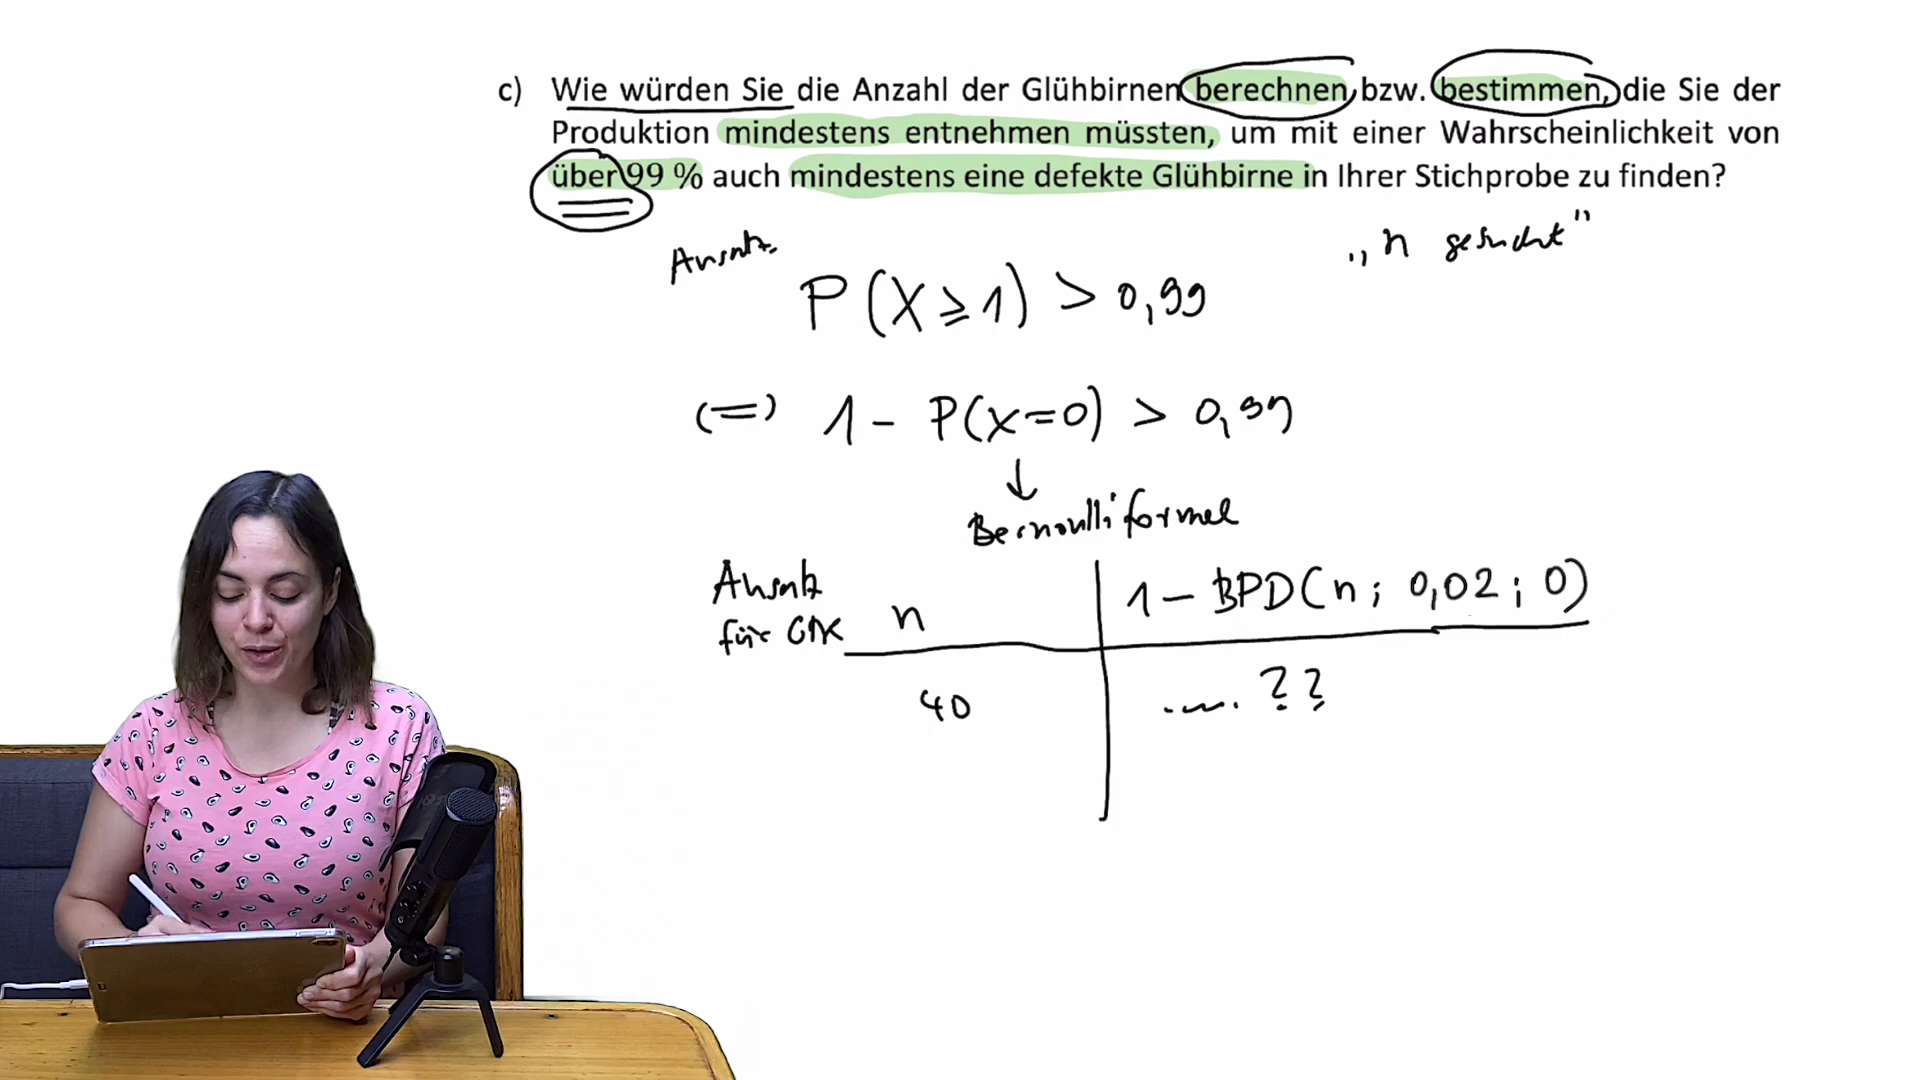 c) Wie würden Sie die Anzahl der Glühbirnen berechnen, bzw. bestimmen, die Sie der
Produktion mindestens entnehmen müssten, um mit einer Wahrscheinlichkeit von
über 99 % auch mindestens eine defekte Glühbirne in Ihrer Stichprobe zu finden?
Ansatz
„n gesucht"
P(X ≥ 1) > 0,99
(=) 1 - P(X=0) > 0,99
↓
Bernoulliformel
Ansatz
für GTK
n
1 - BPD(n; 0,02; 0)
40
..... ??